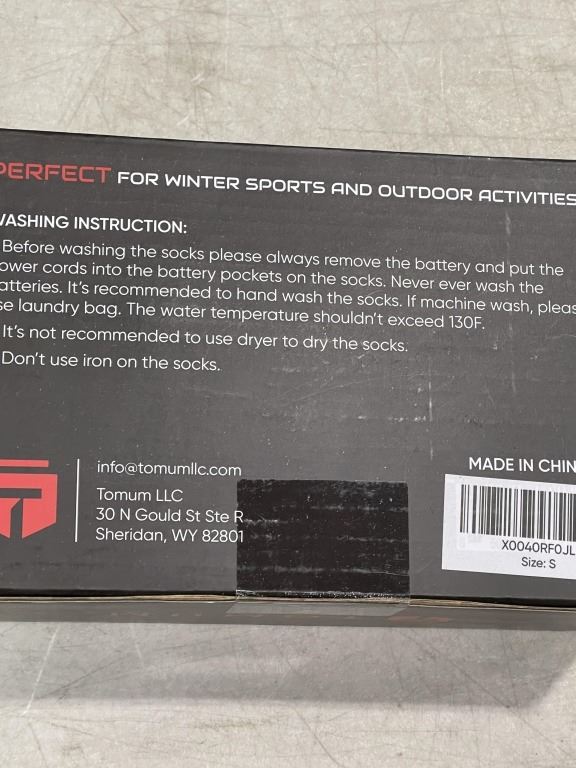 PERFECT FOR WINTER SPORTS AND OUTDOOR ACTIVITIES
WASHING INSTRUCTION:
Before washing the socks please always remove the battery and put the
ower cords into the battery pockets on the socks. Never ever wash the
atteries. It's recommended to hand wash the socks. If machine wash, pleas
se laundry bag. The water temperature shouldn't exceed 130F.
It's not recommended to use dryer to dry the socks.
Don't use iron on the socks.
info@tomumllc.com
Tomum LLC
30 N Gould St Ste R
Sheridan, WY 82801
MADE IN CHIN
X0040RF0JL
Size: S